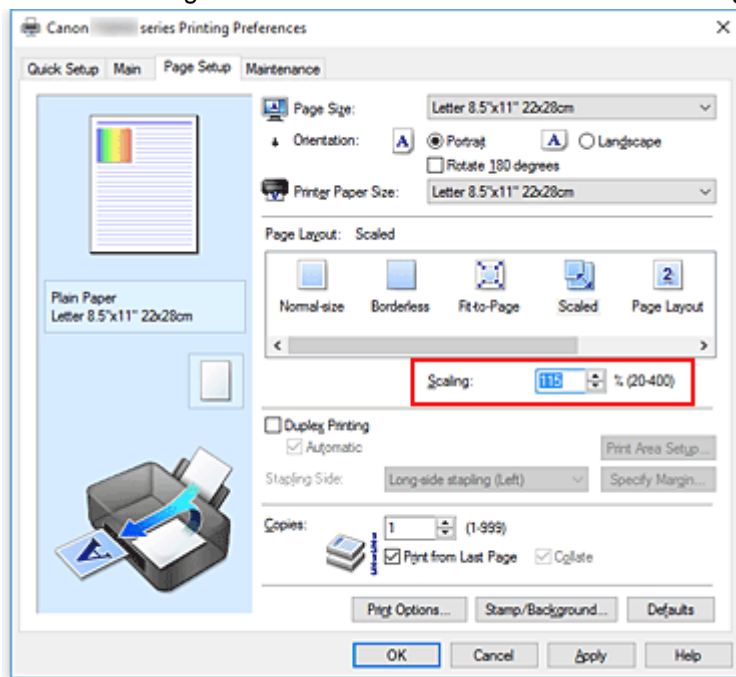 Canon series Printing Preferences
Quick Setup Main Page Setup Maintenance
Page Size: Letter 8.5"x11" 22x28cm
Orientation: A Portrait A Landscape
Rotate 180 degrees
Printer Paper Size: Letter 8.5"x11" 22x28cm
Page Layout: Scaled
Normal-size Borderless Fit-to-Page Scaled 2 Page Layout
Plain Paper
Letter 8.5"x11" 22x28cm
Scaling: 115 % (20-400)
Duplex Printing
Automatic
Print Area Setup...
Stapling Side: Long-side stapling (Left) Specify Margin...
Copies: 1 (1-999)
Print from Last Page Collate
A
Print Options... Stamp/Background... Defaults
OK Cancel Apply Help